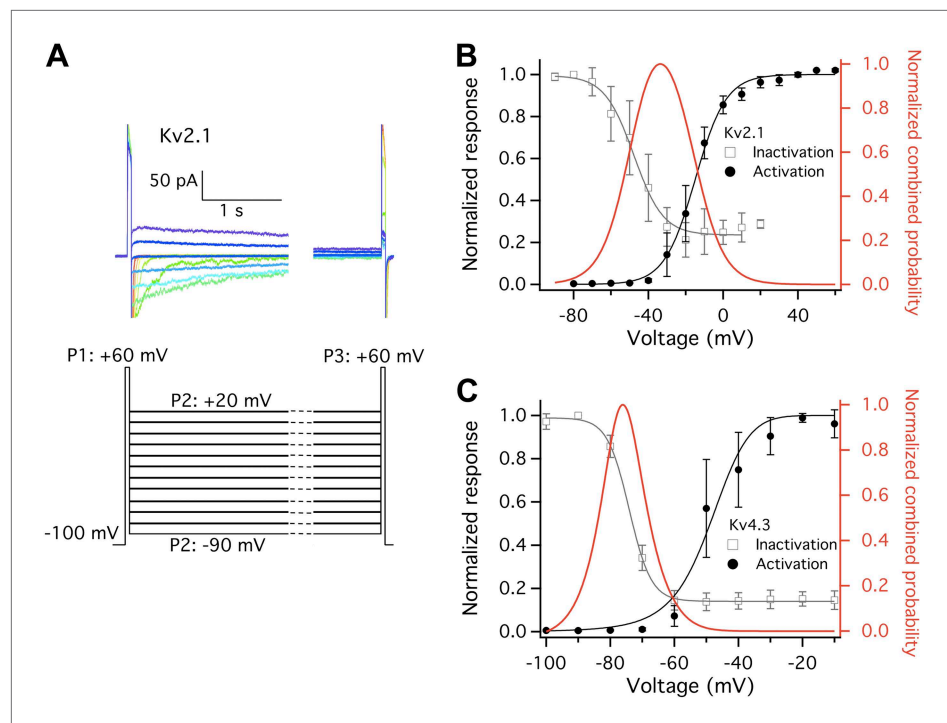 A
Kv2.1
50 pA
1 s
P1: +60 mV
P3: +60 mV
P2: +20 mV
-100 mV
P2: -90 mV
B
Normalized response
1.0
0.8
0.6
0.4
0.2
0.0
Kv2.1
Inactivation
Activation
1.0
0.8
0.6
0.4
0.2
0.0
Normalized combined probability
-80
-40
0
40
Voltage (mV)
C
Normalized response
1.0
0.8
0.6
0.4
0.2
0.0
Kv4.3
Inactivation
Activation
1.0
0.8
0.6
0.4
0.2
0.0
Normalized combined probability
-100
-80
-60
-40
-20
Voltage (mV)